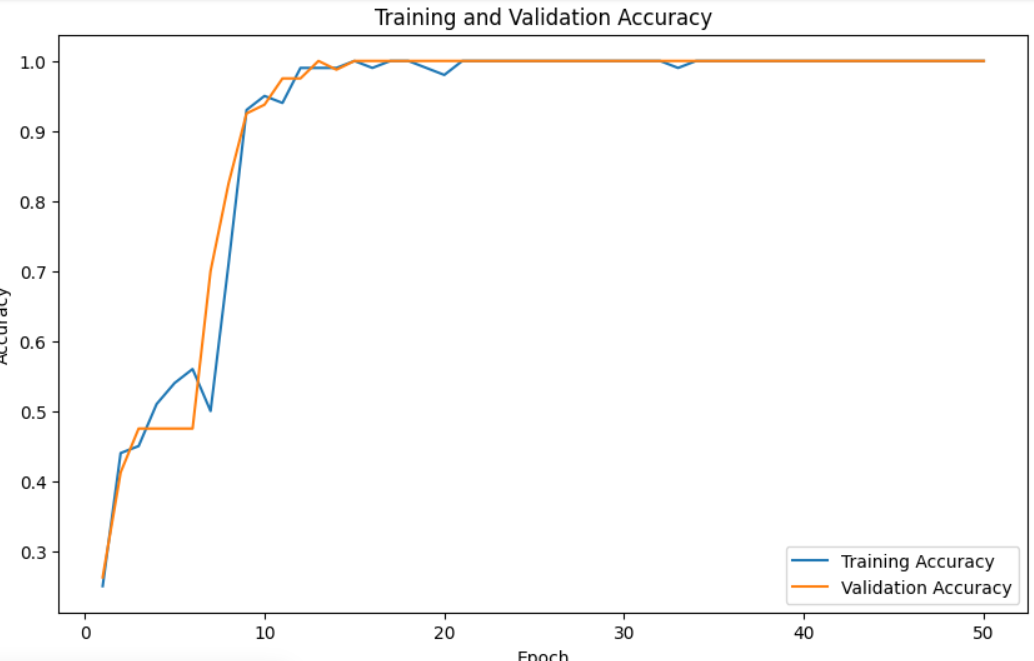 Training and Validation Accuracy
Accuracy
1.0
0.9
0.8
0.7
0.6
0.5
0.4
0.3
Training Accuracy
Validation Accuracy
0 10 20 30 40 50
Epoch